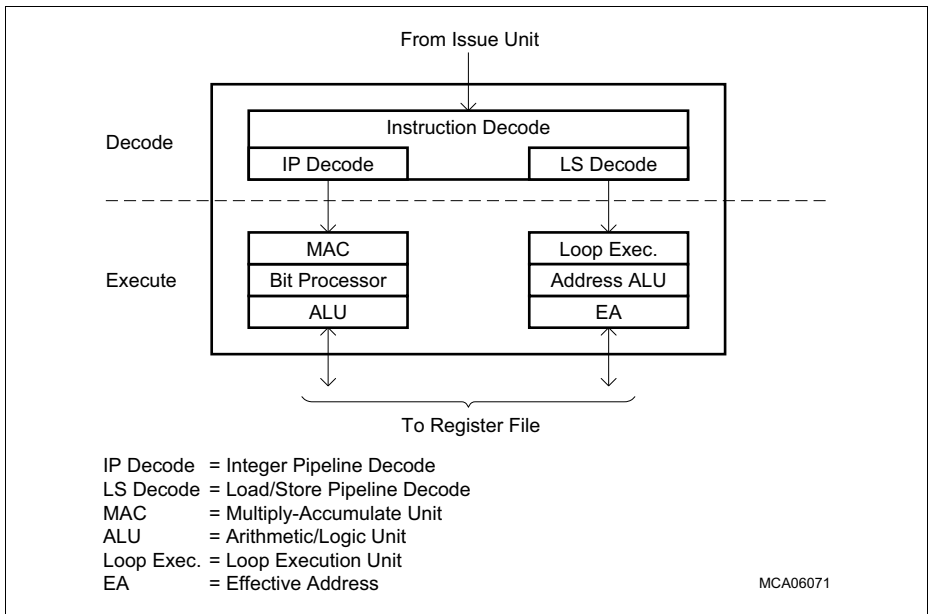 From Issue Unit
Decode
Instruction Decode
IP Decode
LS Decode
Execute
MAC
Loop Exec.
Bit Processor
Address ALU
ALU
EA
To Register File
IP Decode = Integer Pipeline Decode
LS Decode = Load/Store Pipeline Decode
MAC = Multiply-Accumulate Unit
ALU = Arithmetic/Logic Unit
Loop Exec. = Loop Execution Unit
EA = Effective Address
MCA06071